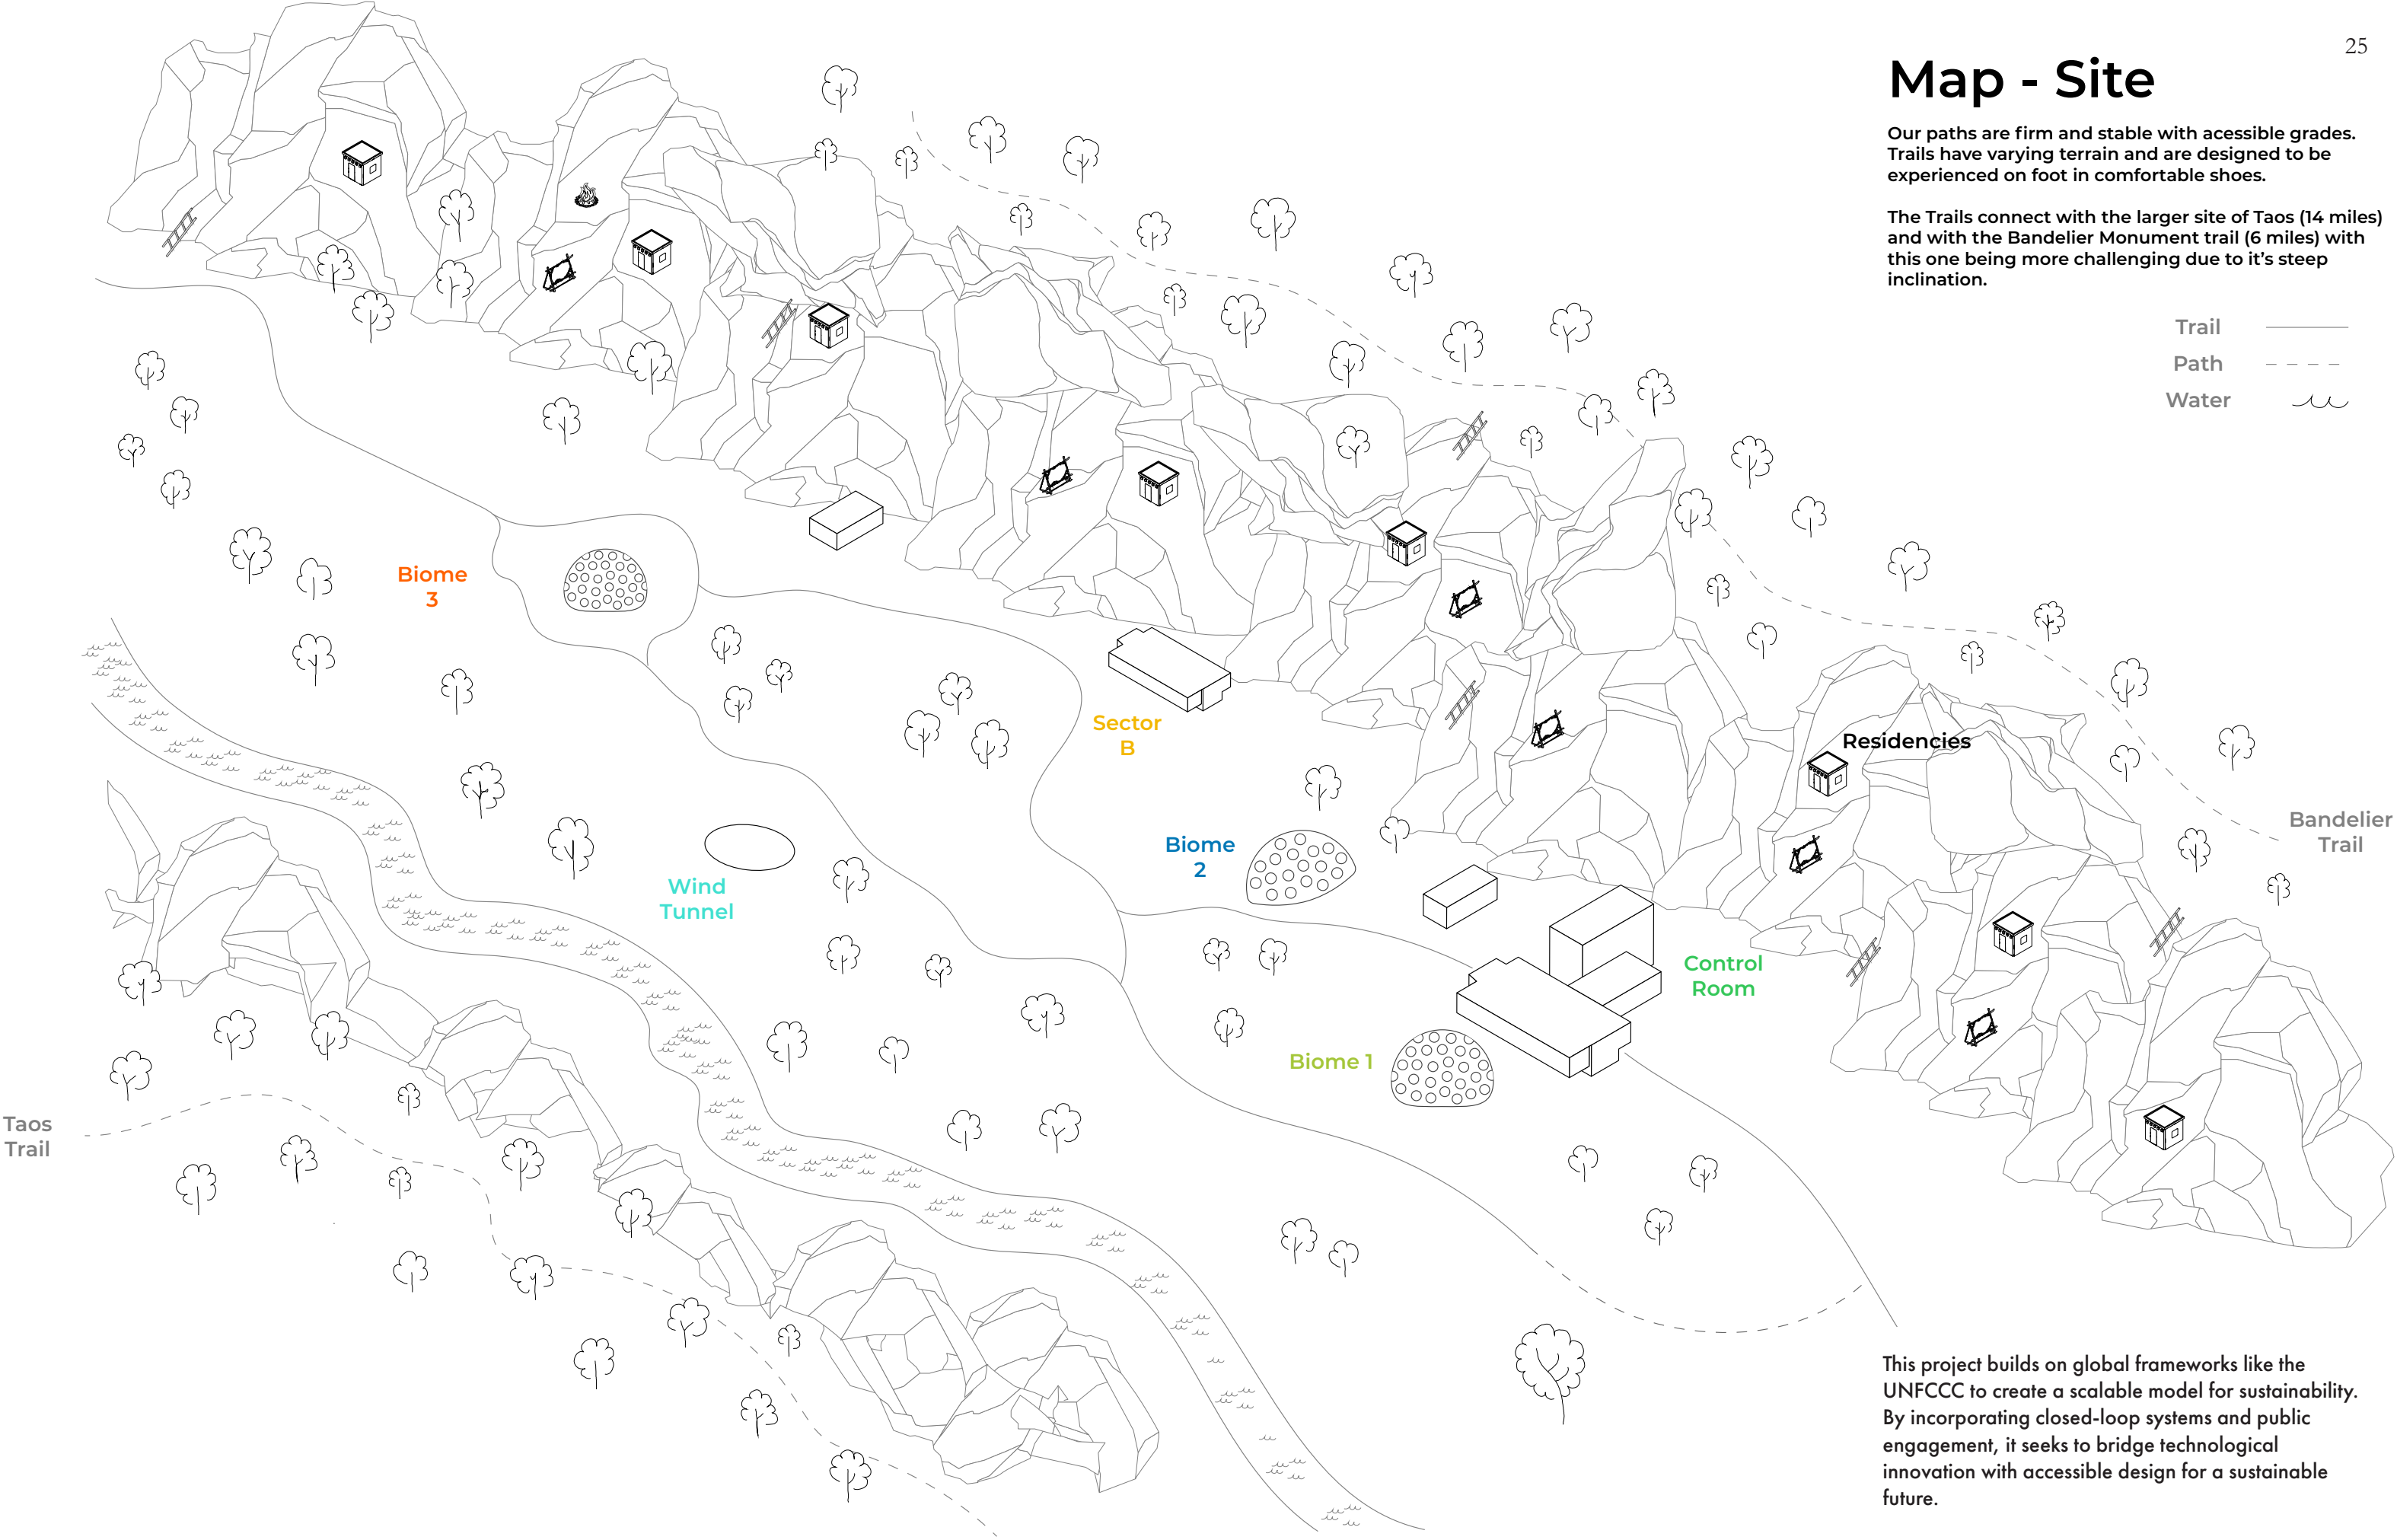 25
Map - Site
Our paths are firm and stable with acessible grades.
Trails have varying terrain and are designed to be
experienced on foot in comfortable shoes.
The Trails connect with the larger site of Taos (14 miles)
and with the Bandelier Monument trail (6 miles) with
this one being more challenging due to it’s steep
inclination.
Trail
Path
Water
Biome
3
Sector
B
Residencies
Bandelier
Trail
Biome
2
Wind
Tunnel
Control
Room
Biome 1
Taos
Trail
This project builds on global frameworks like the
UNFCCC to create a scalable model for sustainability.
By incorporating closed-loop systems and public
engagement, it seeks to bridge technological
innovation with accessible design for a sustainable
future.